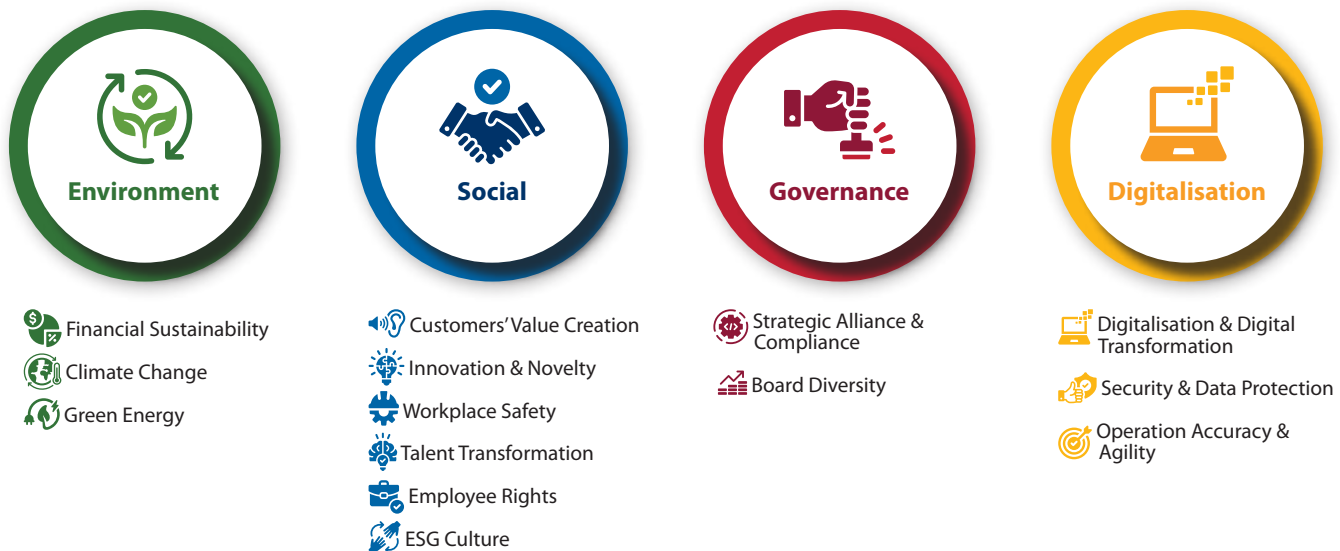 Environment
Financial Sustainability
Climate Change
Green Energy
Social
Customers' Value Creation
Innovation & Novelty
Workplace Safety
Talent Transformation
Employee Rights
ESG Culture
Governance
Strategic Alliance &
Compliance
Board Diversity
Digitalisation
Digitalisation & Digital
Transformation
Security & Data Protection
Operation Accuracy &
Agility